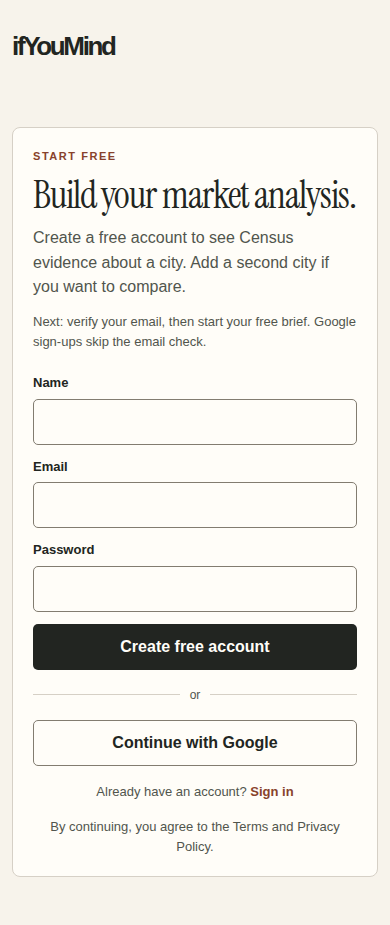 ifYouMind
START FREE
Build your market analysis.
Create a free account to see Census
evidence about a city. Add a second city if
you want to compare.
Next: verify your email, then start your free brief. Google
sign-ups skip the email check.
Name
Email
Password
Create free account
or
Continue with Google
Already have an account? Sign in
By continuing, you agree to the Terms and Privacy
Policy.